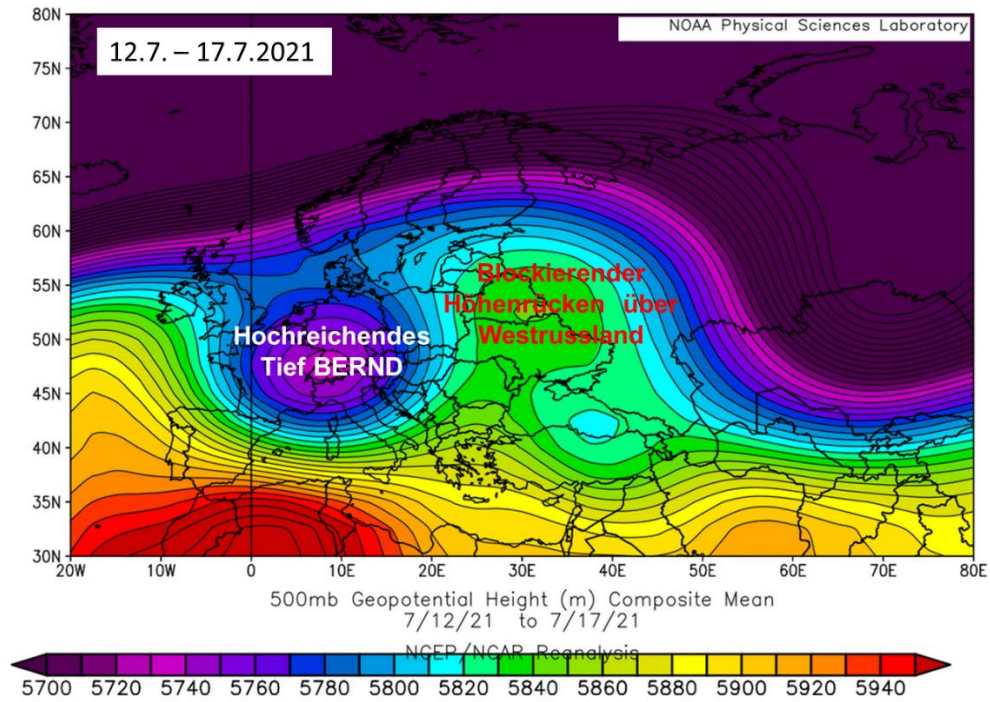 80N
NOAA Physical Sciences Laboratory
12.7. – 17.7.2021
75N
70N
65N
60N
55N
Blockierender
Höhenrücken über
Westrussland
50N
Hochreichendes
Tief BERND
45N
40N
35N
30N
20W 10W 0 10E 20E 30E 40E 50E 60E 70E 80E
500mb Geopotential Height (m) Composite Mean
7/12/21 to 7/17/21
NCEP/NCAR Reanalysis
5700 5720 5740 5760 5780 5800 5820 5840 5860 5880 5900 5920 5940